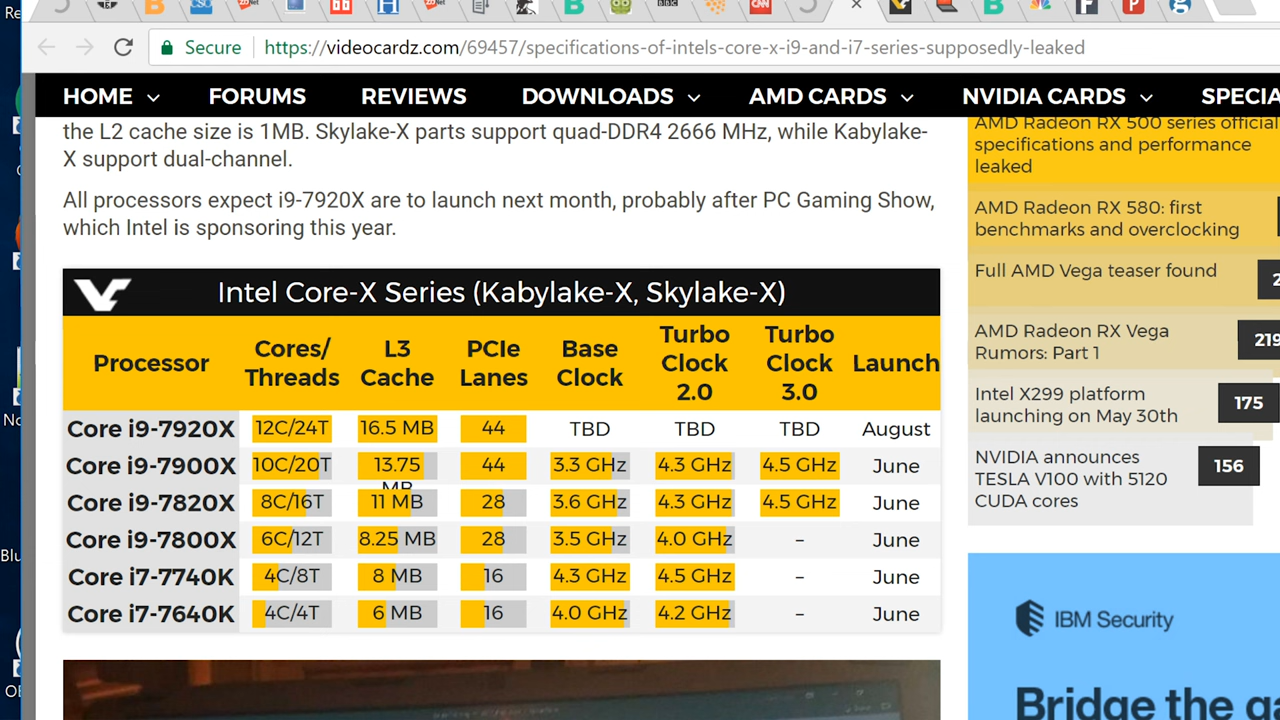 Re
CSO
BBC
CNN
Secure
https://videocardz.com/69457/specifications-of-intels-core-x-i9-and-i7-series-supposedly-leaked
HOME FORUMS REVIEWS DOWNLOADS AMD CARDS NVIDIA CARDS SPECIA
the L2 cache size is 1MB. Skylake-X parts support quad-DDR4 2666 MHz, while Kabylake-
X support dual-channel.
All processors expect i9-7920X are to launch next month, probably after PC Gaming Show,
which Intel is sponsoring this year.
Intel Core-X Series (Kabylake-X, Skylake-X)
Processor Cores/ Threads L3 Cache PCIe Lanes Base Clock Turbo Clock 2.0 Turbo Clock 3.0 Launch
Core i9-7920X 12C/24T 16.5 MB 44 TBD TBD TBD August
Core i9-7900X 10C/20T 13.75 MB 44 3.3 GHz 4.3 GHz 4.5 GHz June
Core i9-7820X 8C/16T 11 MB 28 3.6 GHz 4.3 GHz 4.5 GHz June
Core i9-7800X 6C/12T 8.25 MB 28 3.5 GHz 4.0 GHz – June
Core i7-7740K 4C/8T 8 MB 16 4.3 GHz 4.5 GHz – June
Core i7-7640K 4C/4T 6 MB 16 4.0 GHz 4.2 GHz – June
AMD Radeon RX 500 series official
specifications and performance
leaked
AMD Radeon RX 580: first
benchmarks and overclocking
Full AMD Vega teaser found 2
AMD Radeon RX Vega
Rumors: Part 1
219
Intel X299 platform
launching on May 30th
175
NVIDIA announces
TESLA V100 with 5120
CUDA cores
156
IBM Security
Bridge the ga
No
Blu
OB